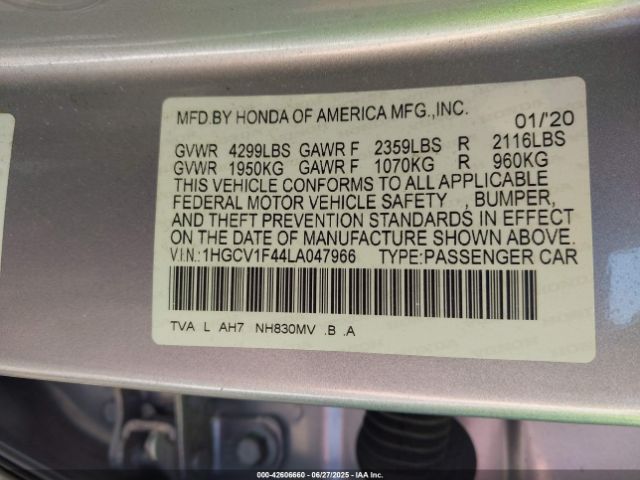 MFD.BY HONDA OF AMERICA MFG.,INC. 01/'20
GVWR 4299LBS GAWR F 2359LBS R 2116LBS
GVWR 1950KG GAWR F 1070KG R 960KG
THIS VEHICLE CONFORMS TO ALL APPLICABLE
FEDERAL MOTOR VEHICLE SAFETY , BUMPER,
AND THEFT PREVENTION STANDARDS IN EFFECT
ON THE DATE OF MANUFACTURE SHOWN ABOVE.
V.I.N.:1HGCV1F44LA047966 TYPE:PASSENGER CAR
TVA L AH7 NH830MV .B .A
000-42606660 | 06/27/2025 | IAA Inc.